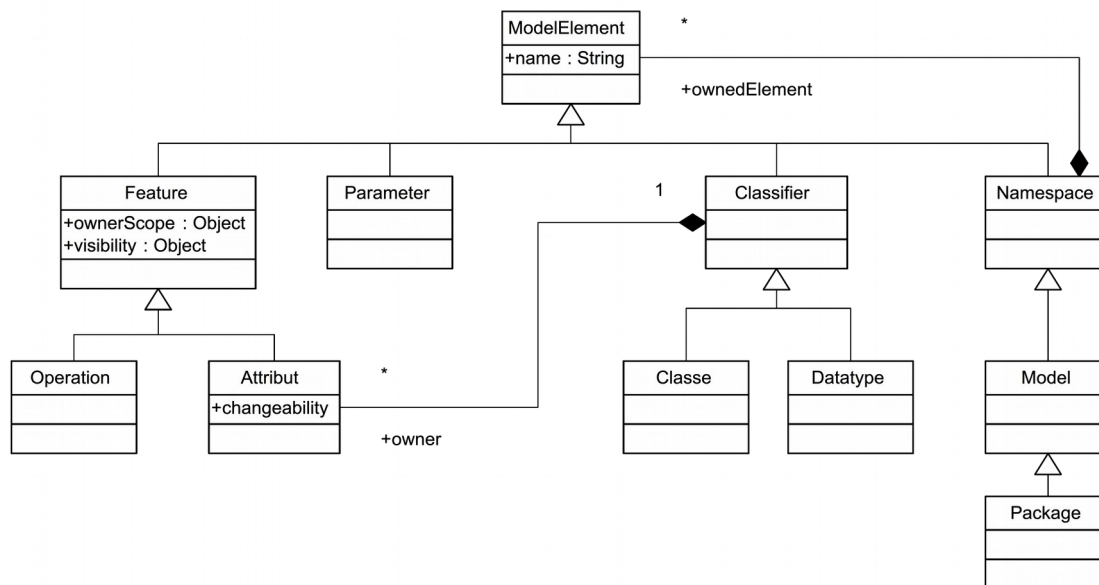 ModelElement
*
+name : String
+ownedElement
Feature
Parameter
1
Classifier
Namespace
+ownerScope : Object
+visibility : Object
Operation
Attribut
*
Classe
Datatype
Model
+changeability
+owner
Package